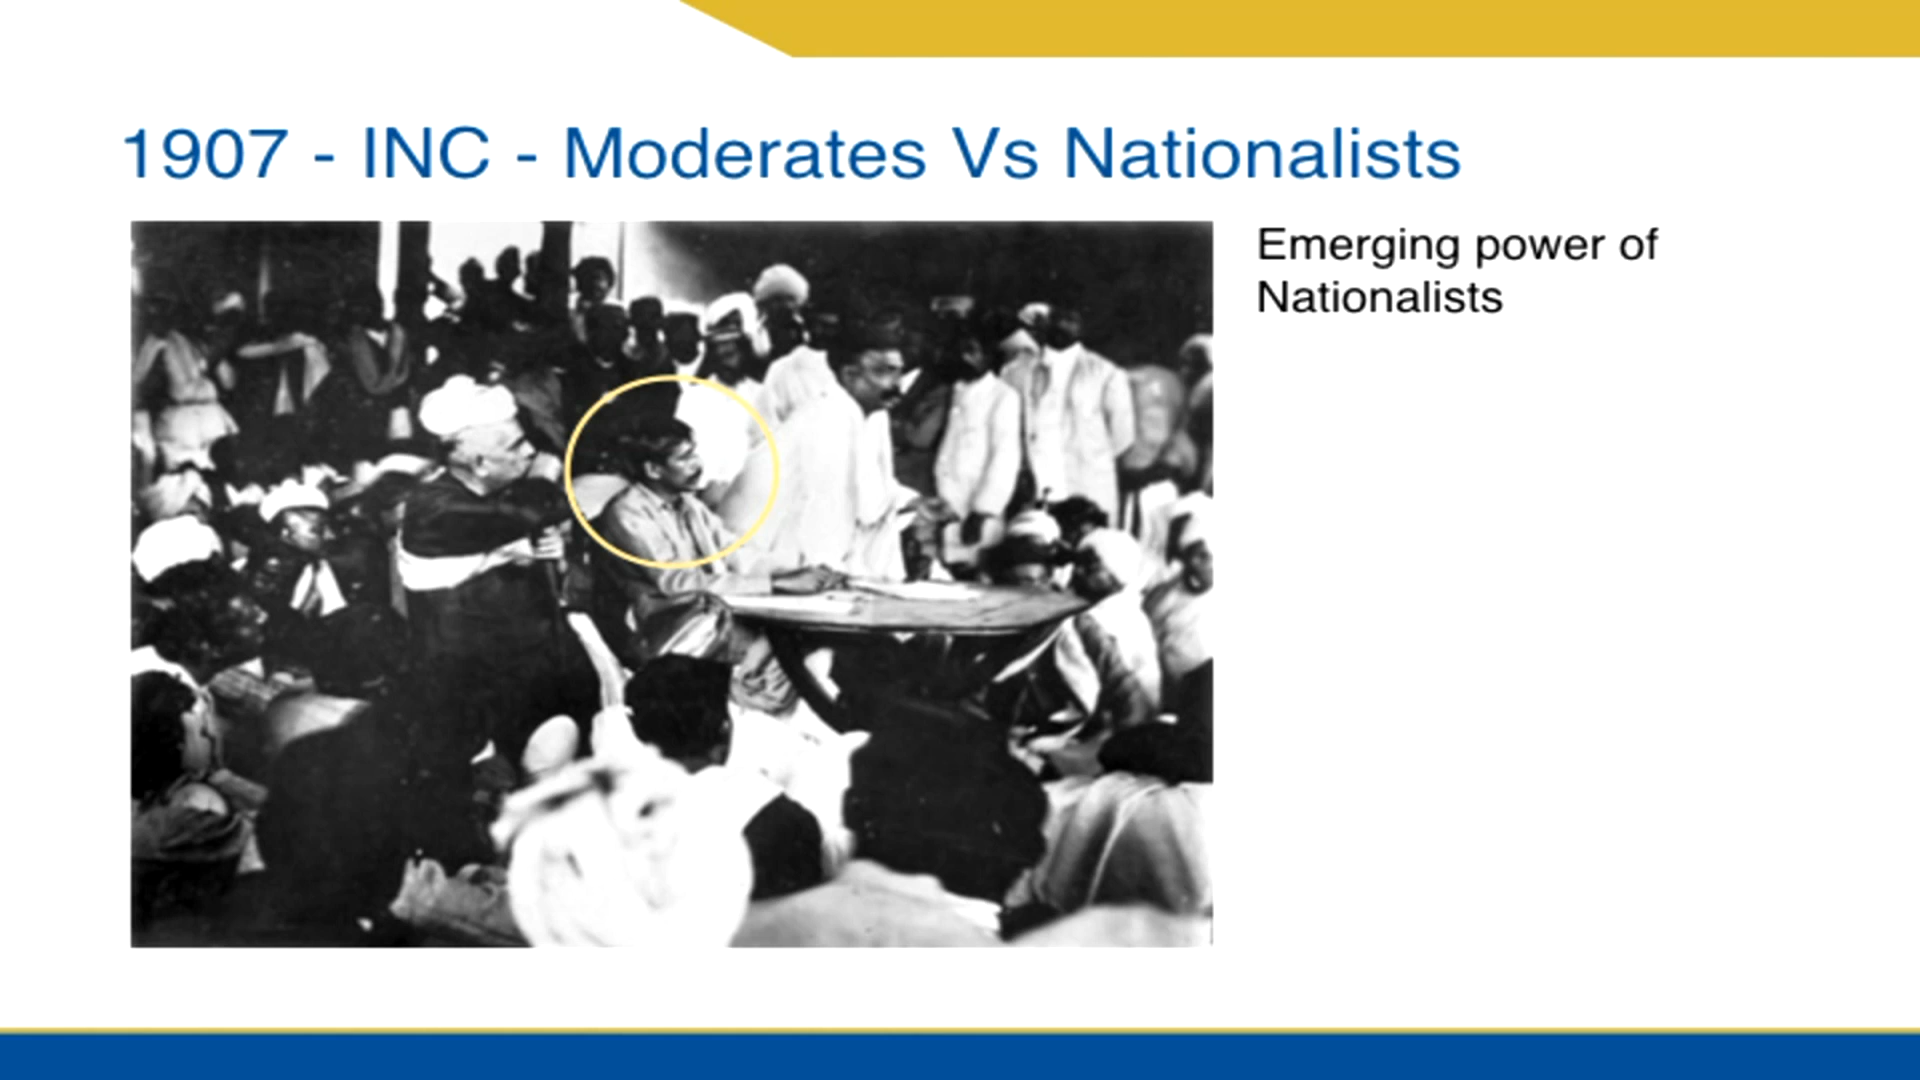 1907 - INC - Moderates Vs Nationalists
Emerging power of
Nationalists